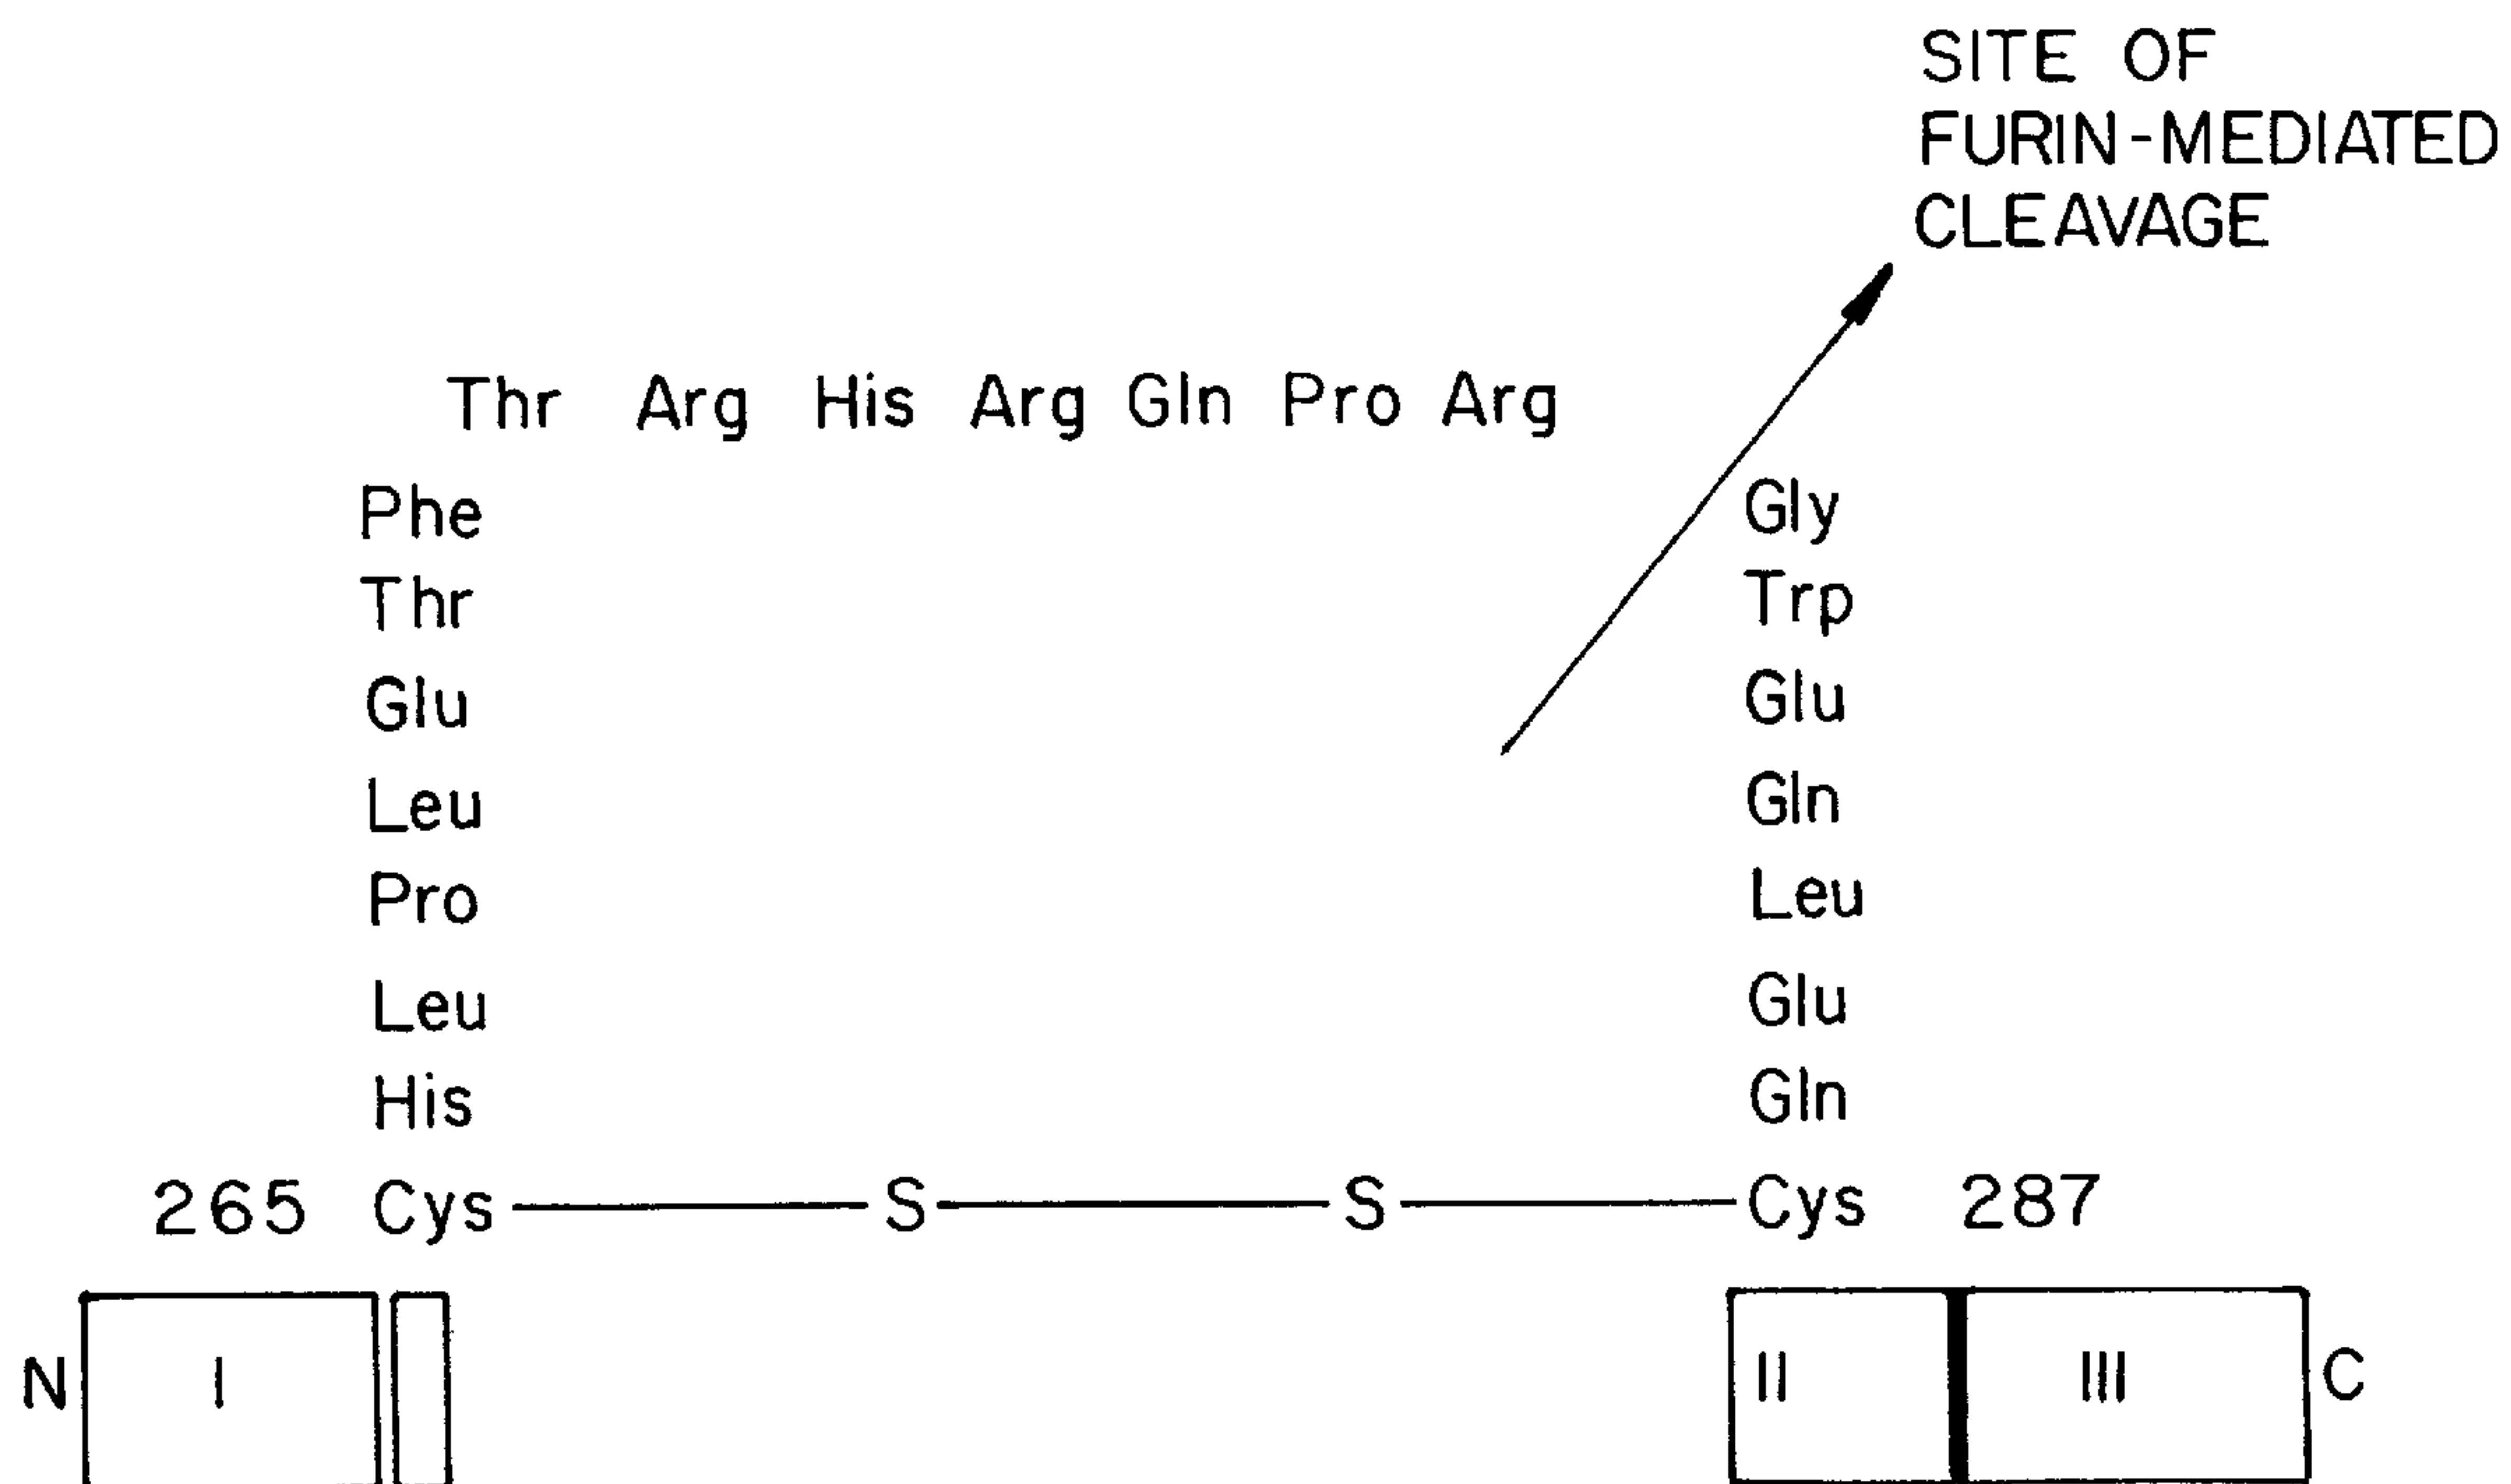 SITE OF
FURIN-MEDIATED
CLEAVAGE
Thr Arg His Arg Gln Pro Arg
Phe Gly
Thr Trp
Glu Glu
Leu Gln
Pro Leu
Leu Glu
His Gln
265 Cys S S Cys 287
N I II III C